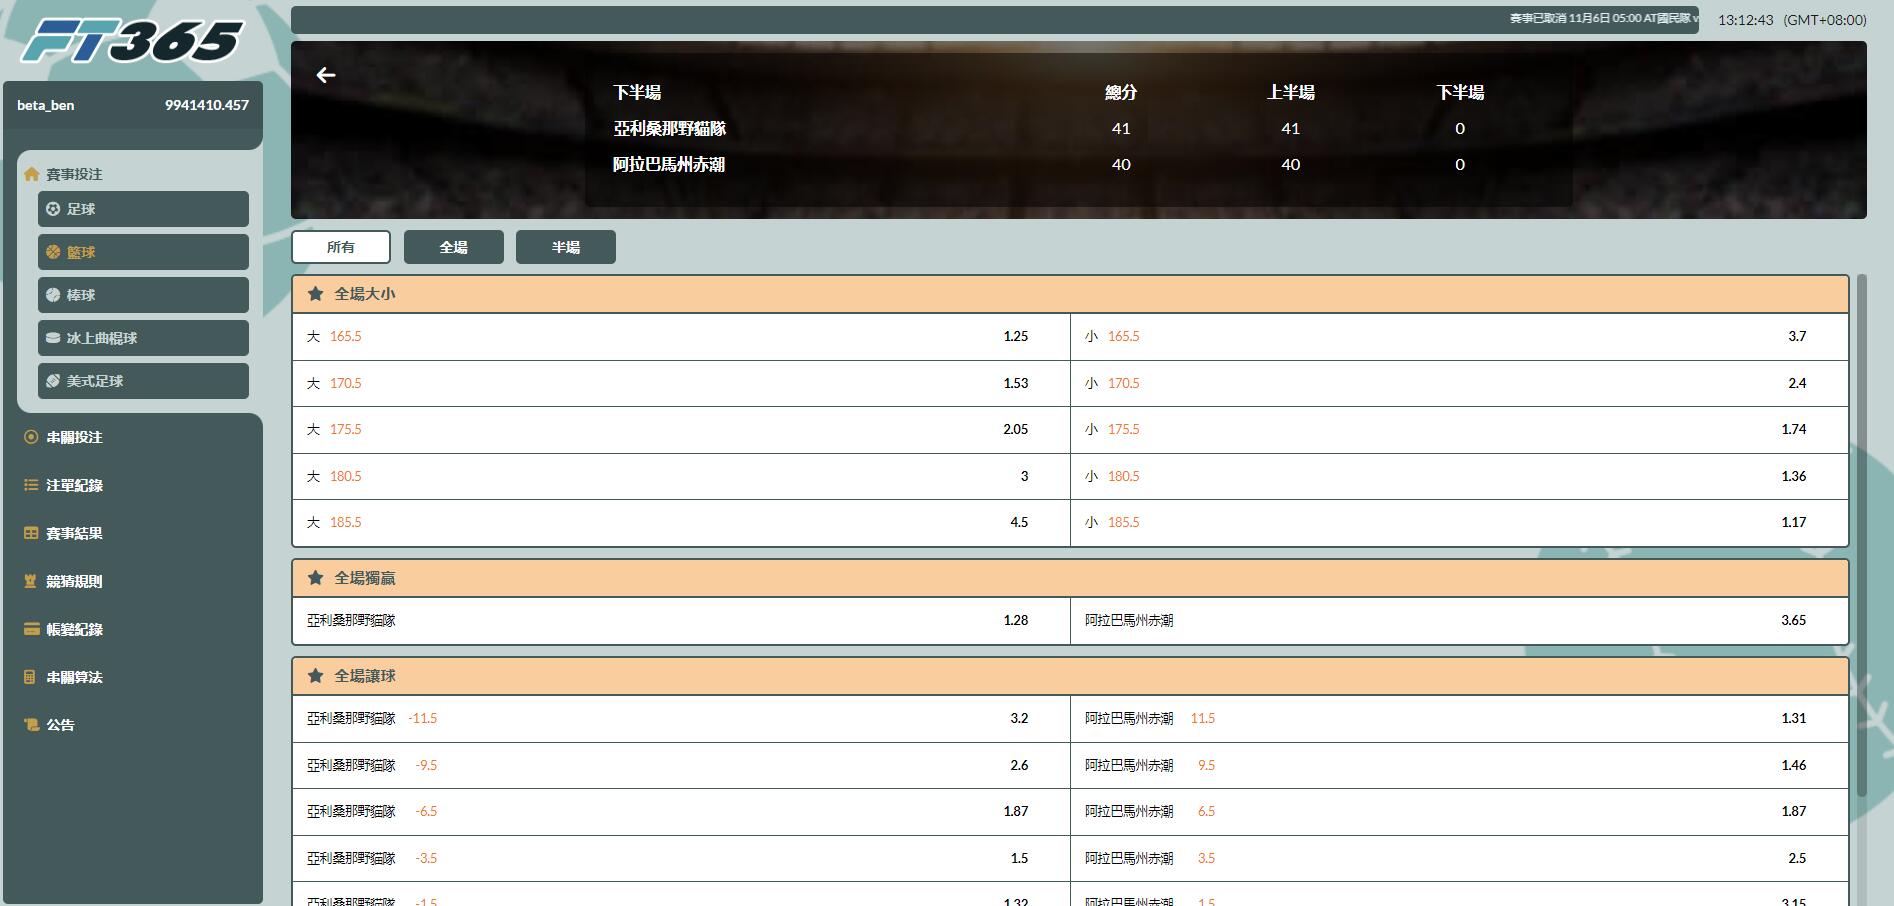 FT365
賽事已取消 11月6日 05:00 AT國民隊 v
13:12:43 (GMT+08:00)
beta_ben 9941410.457
賽事投注
足球
籃球
棒球
冰上曲棍球
美式足球
串關投注
注單紀錄
賽事結果
競猜規則
帳變紀錄
串關算法
公告
下半場 總分 上半場 下半場
亞利桑那野貓隊 41 41 0
阿拉巴馬州赤潮 40 40 0
所有 全場 半場
全場大小
大 165.5 1.25 小 165.5 3.7
大 170.5 1.53 小 170.5 2.4
大 175.5 2.05 小 175.5 1.74
大 180.5 3 小 180.5 1.36
大 185.5 4.5 小 185.5 1.17
全場獨贏
亞利桑那野貓隊 1.28 阿拉巴馬州赤潮 3.65
全場讓球
亞利桑那野貓隊 -11.5 3.2 阿拉巴馬州赤潮 11.5 1.31
亞利桑那野貓隊 -9.5 2.6 阿拉巴馬州赤潮 9.5 1.46
亞利桑那野貓隊 -6.5 1.87 阿拉巴馬州赤潮 6.5 1.87
亞利桑那野貓隊 -3.5 1.5 阿拉巴馬州赤潮 3.5 2.5
亞利桑那野貓隊 -1.5 1.32 阿拉巴馬州赤潮 1.5 3.15